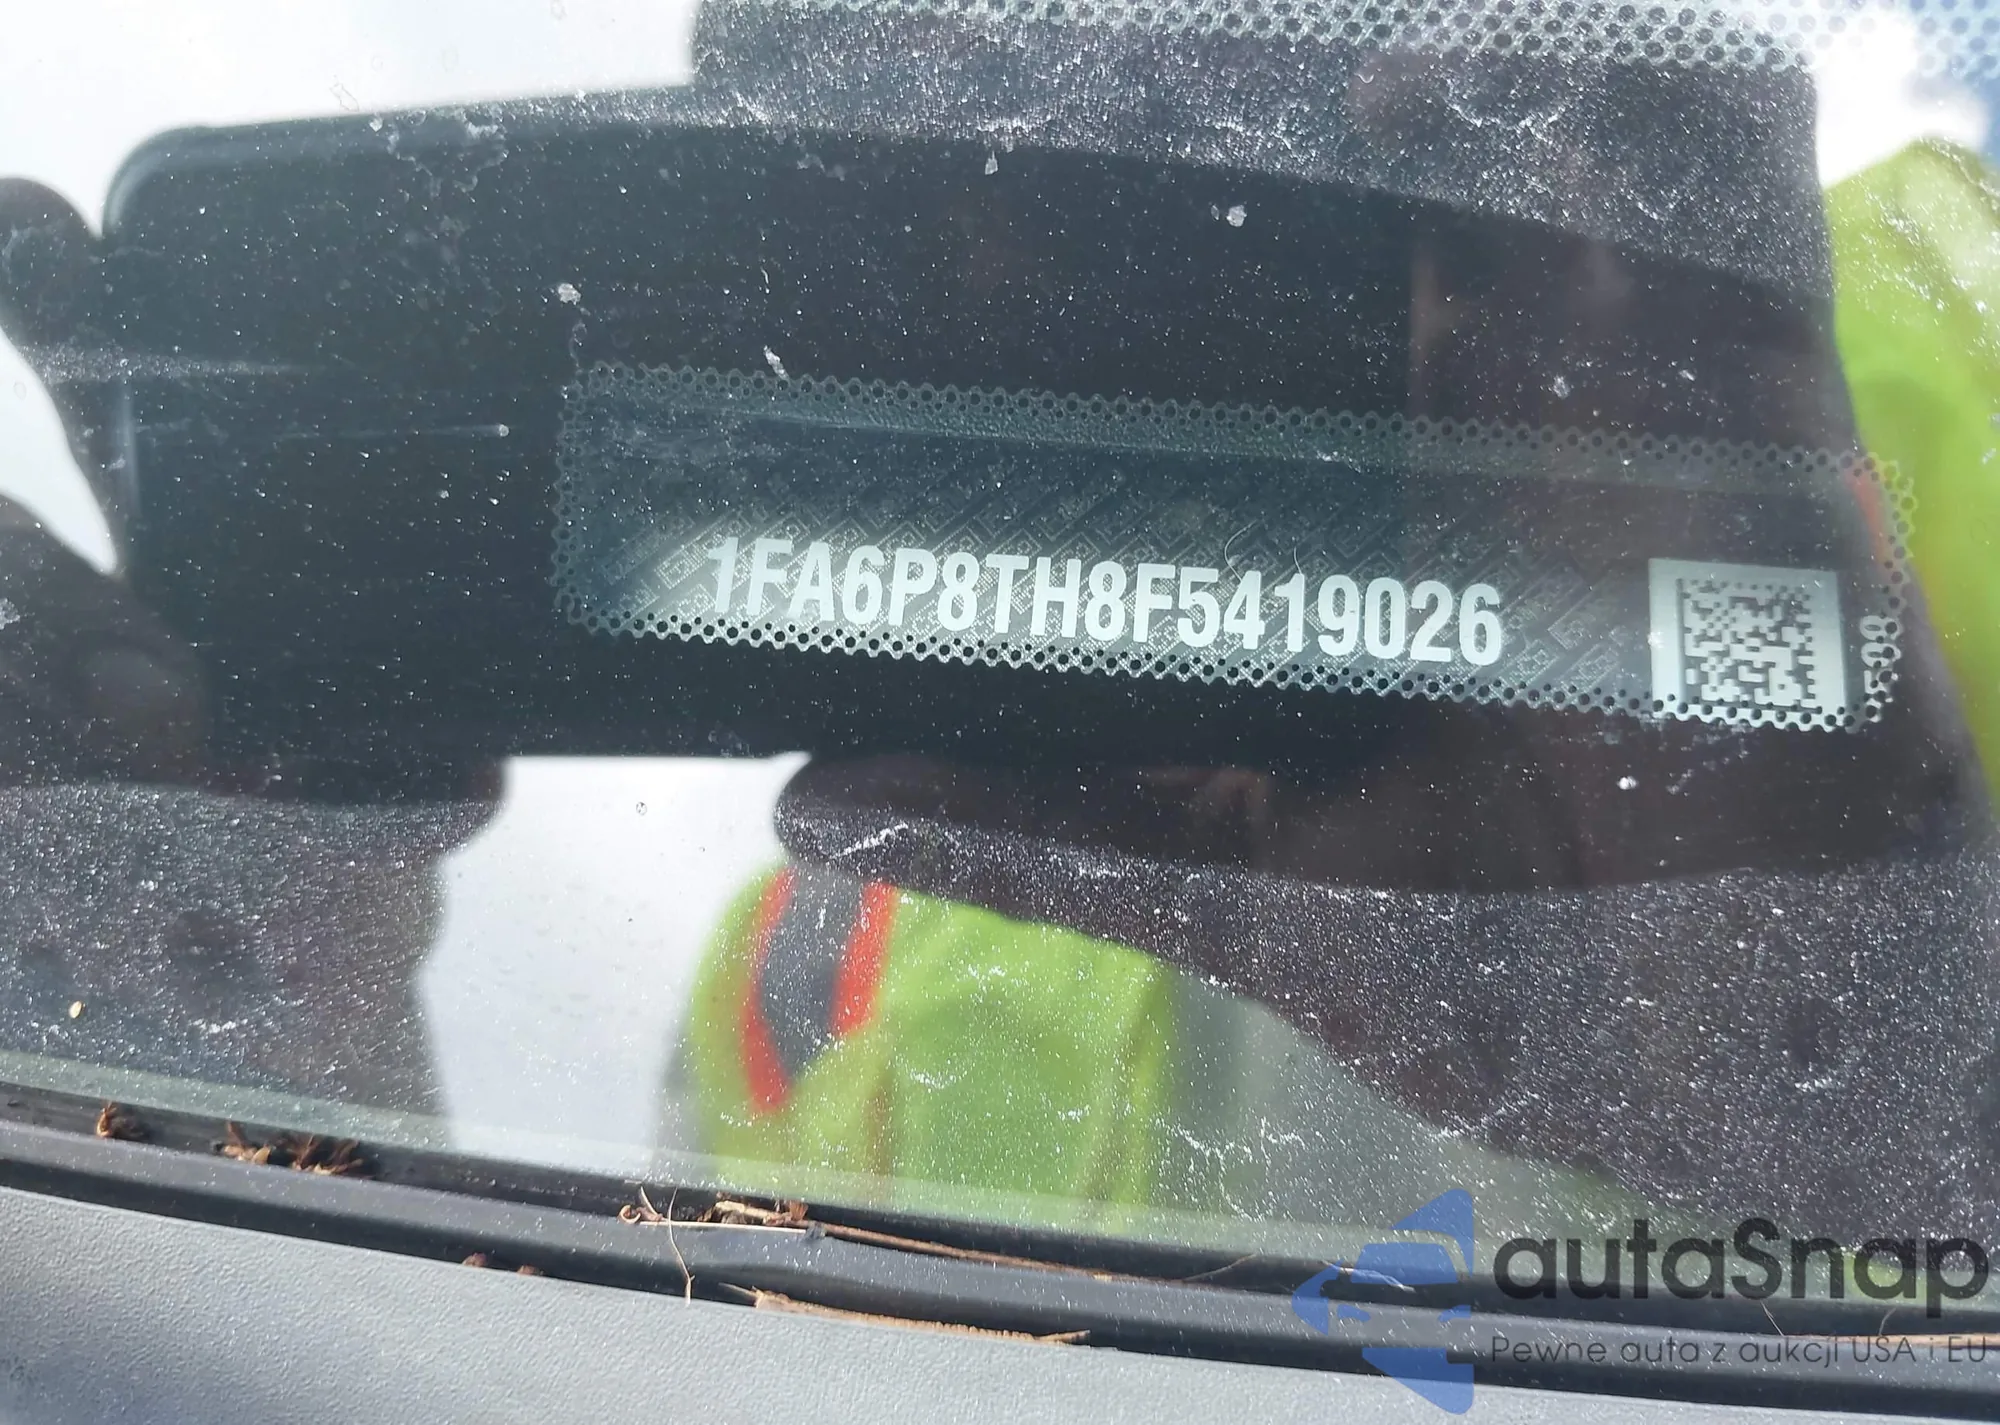 1FA6P8TH8F5419026
autaSnap
Pewne auta z aukcji USA i EU